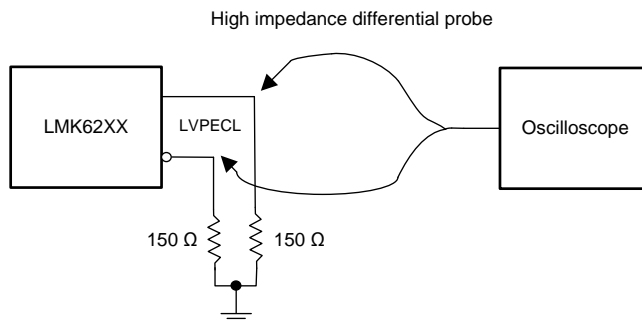 High impedance differential probe
LMK62XX
LVPECL
Oscilloscope
150 Ω
150 Ω